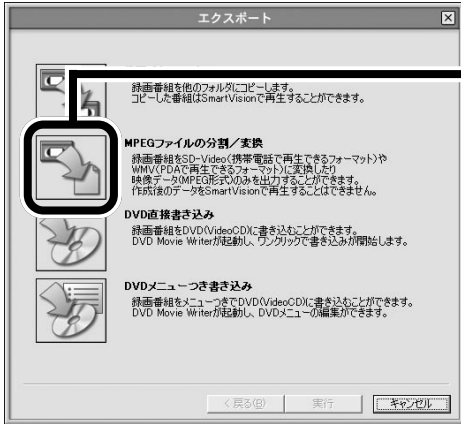 エクスポート
録画番組を他のフォルダにコピーします。
コピーした番組はSmartVisionで再生することができます。
MPEGファイルの分割/変換
録画番組をSD-Video(携帯電話で再生できるフォーマット)や
WMV(PDAで再生できるフォーマット)に変換したり
映像データ(MPEG形式)のみを出力することができます。
作成後のデータをSmartVisionで再生することはできません。
DVD直接書き込み
録画番組をDVD(VideoCD)に書き込むことができます。
DVD Movie Writerが起動し、ワンクリックで書き込みが開始します。
DVDメニューつき書き込み
録画番組をメニューつきでDVD(VideoCD)に書き込むことができます。
DVD Movie Writerが起動し、DVDメニューの編集ができます。
<戻る(B) 実行 キャンセル